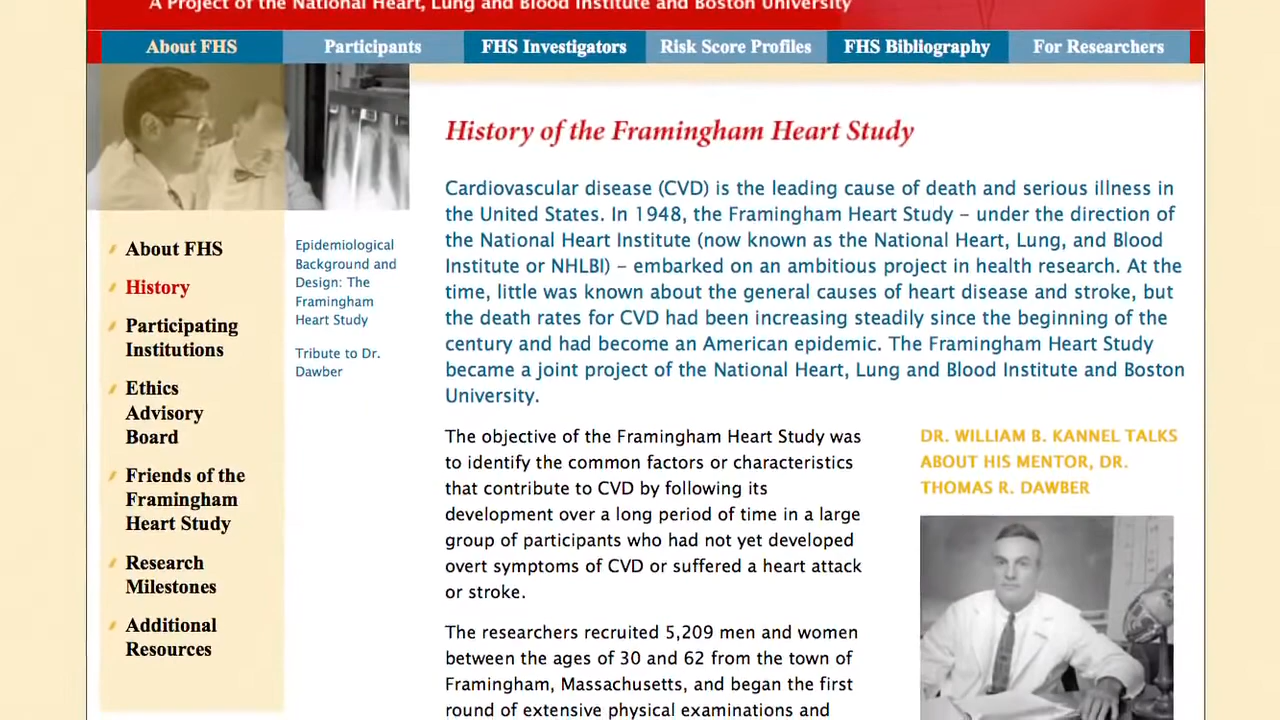 A Project of the National Heart, Lung and Blood Institute and Boston University
About FHS
Participants
FHS Investigators
Risk Score Profiles
FHS Bibliography
For Researchers
About FHS
History
Participating
Institutions
Ethics
Advisory
Board
Friends of the
Framingham
Heart Study
Research
Milestones
Additional
Resources
Epidemiological
Background and
Design: The
Framingham
Heart Study
Tribute to Dr.
Dawber
History of the Framingham Heart Study
Cardiovascular disease (CVD) is the leading cause of death and serious illness in
the United States. In 1948, the Framingham Heart Study – under the direction of
the National Heart Institute (now known as the National Heart, Lung, and Blood
Institute or NHLBI) – embarked on an ambitious project in health research. At the
time, little was known about the general causes of heart disease and stroke, but
the death rates for CVD had been increasing steadily since the beginning of the
century and had become an American epidemic. The Framingham Heart Study
became a joint project of the National Heart, Lung and Blood Institute and Boston
University.
The objective of the Framingham Heart Study was
to identify the common factors or characteristics
that contribute to CVD by following its
development over a long period of time in a large
group of participants who had not yet developed
overt symptoms of CVD or suffered a heart attack
or stroke.
The researchers recruited 5,209 men and women
between the ages of 30 and 62 from the town of
Framingham, Massachusetts, and began the first
round of extensive physical examinations and
DR. WILLIAM B. KANNEL TALKS
ABOUT HIS MENTOR, DR.
THOMAS R. DAWBER